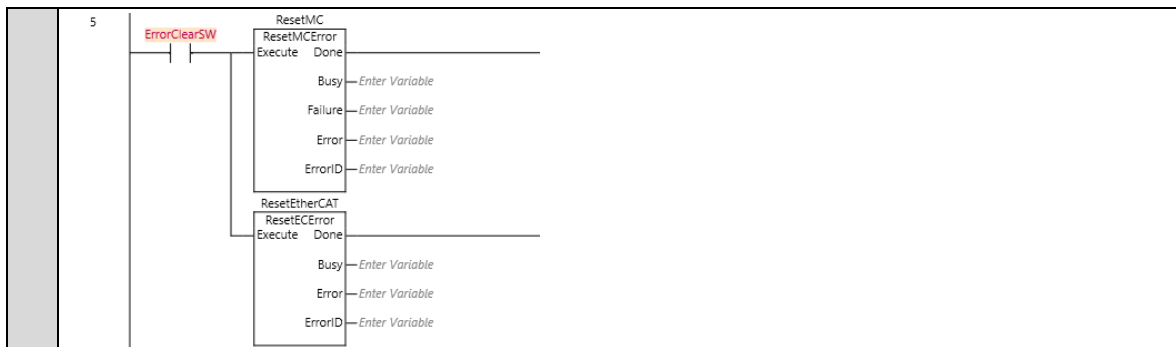 5
ErrorClearSW
ResetMC
ResetMCError
Execute Done
Busy Enter Variable
Failure Enter Variable
Error Enter Variable
ErrorID Enter Variable
ResetEtherCAT
ResetECError
Execute Done
Busy Enter Variable
Error Enter Variable
ErrorID Enter Variable